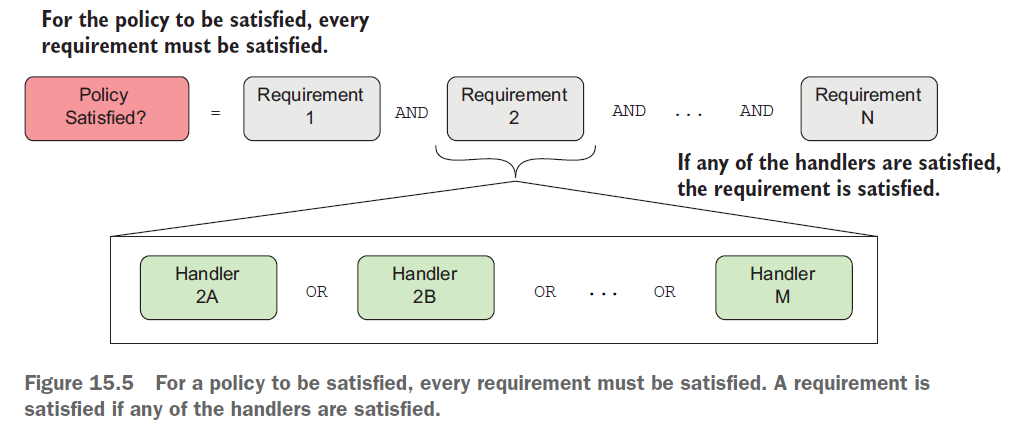 For the policy to be satisfied, every
requirement must be satisfied.
Policy
Satisfied?
=
Requirement
1
AND
Requirement
2
AND
...
AND
Requirement
N
If any of the handlers are satisfied,
the requirement is satisfied.
Handler
2A
OR
Handler
2B
OR
...
OR
Handler
M
Figure 15.5 For a policy to be satisfied, every requirement must be satisfied. A requirement is
satisfied if any of the handlers are satisfied.